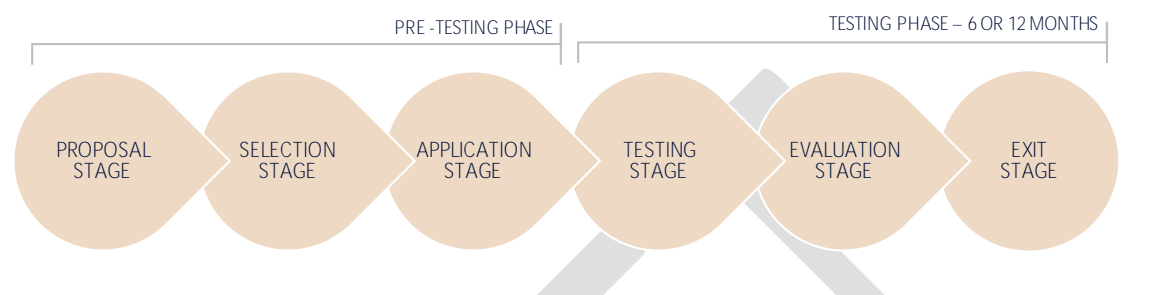 PRE -TESTING PHASE
TESTING PHASE – 6 OR 12 MONTHS
PROPOSAL
STAGE
SELECTION
STAGE
APPLICATION
STAGE
TESTING
STAGE
EVALUATION
STAGE
EXIT
STAGE